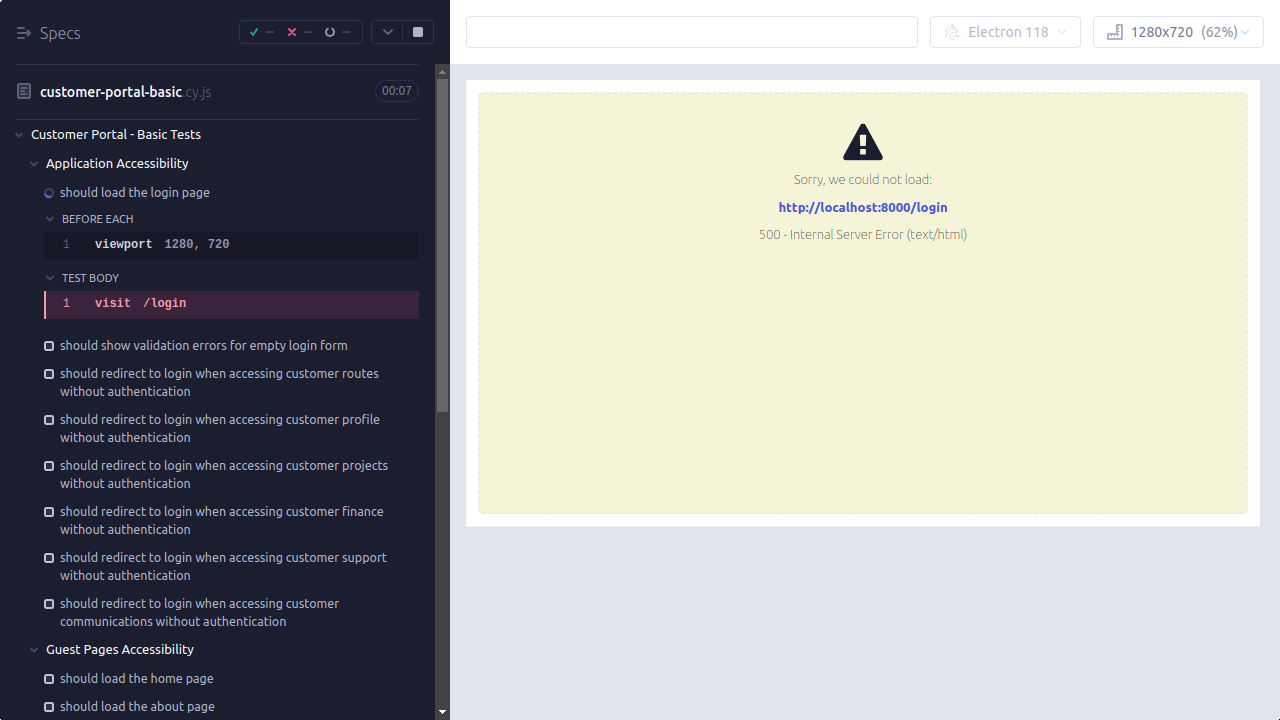 Specs
-- -- --
customer-portal-basic.cy.js 00:07
Customer Portal - Basic Tests
Application Accessibility
should load the login page
BEFORE EACH
1 viewport 1280, 720
TEST BODY
1 visit /login
should show validation errors for empty login form
should redirect to login when accessing customer routes
without authentication
should redirect to login when accessing customer profile
without authentication
should redirect to login when accessing customer projects
without authentication
should redirect to login when accessing customer finance
without authentication
should redirect to login when accessing customer support
without authentication
should redirect to login when accessing customer
communications without authentication
Guest Pages Accessibility
should load the home page
should load the about page
Electron 118
1280x720 (62%)
Sorry, we could not load:
http://localhost:8000/login
500 - Internal Server Error (text/html)